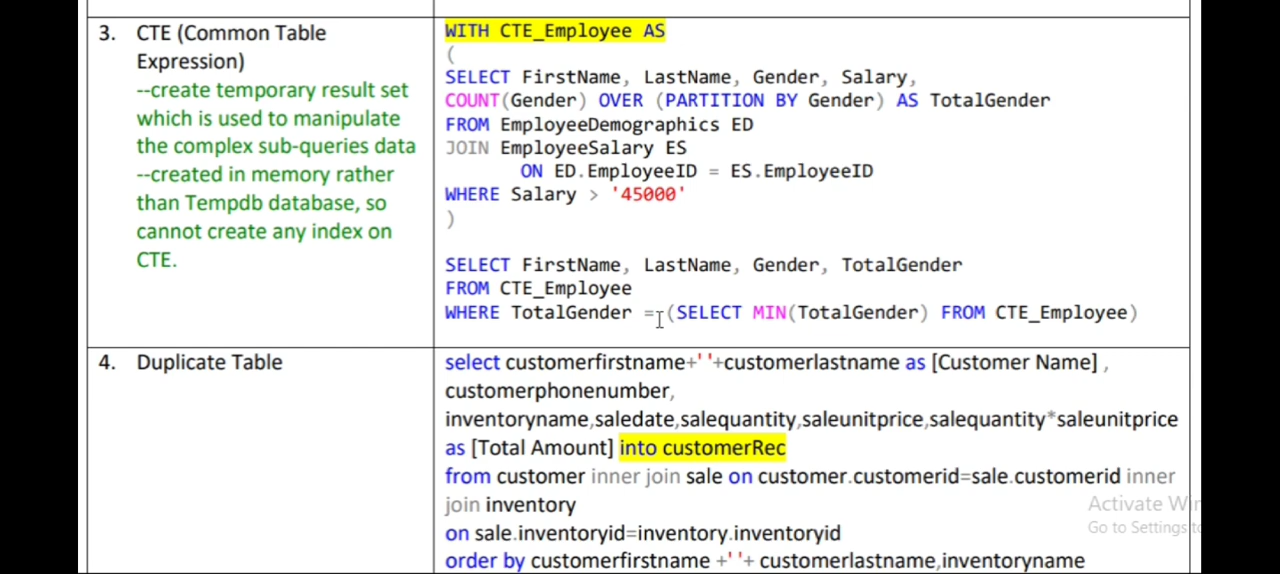 3. CTE (Common Table
Expression)
--create temporary result set
which is used to manipulate
the complex sub-queries data
--created in memory rather
than Tempdb database, so
cannot create any index on
CTE.
WITH CTE_Employee AS
(
SELECT FirstName, LastName, Gender, Salary,
COUNT(Gender) OVER (PARTITION BY Gender) AS TotalGender
FROM EmployeeDemographics ED
JOIN EmployeeSalary ES
ON ED.EmployeeID = ES.EmployeeID
WHERE Salary > '45000'
)
SELECT FirstName, LastName, Gender, TotalGender
FROM CTE_Employee
WHERE TotalGender = (SELECT MIN(TotalGender) FROM CTE_Employee)
4. Duplicate Table
select customerfirstname+' '+customerlastname as [Customer Name] ,
customerphonenumber,
inventoryname,saledate,salequantity,saleunitprice,salequantity*saleunitprice
as [Total Amount] into customerRec
from customer inner join sale on customer.customerid=sale.customerid inner
join inventory
on sale.inventoryid=inventory.inventoryid
order by customerfirstname +' '+ customerlastname,inventoryname
Activate Wi
Go to Settings t